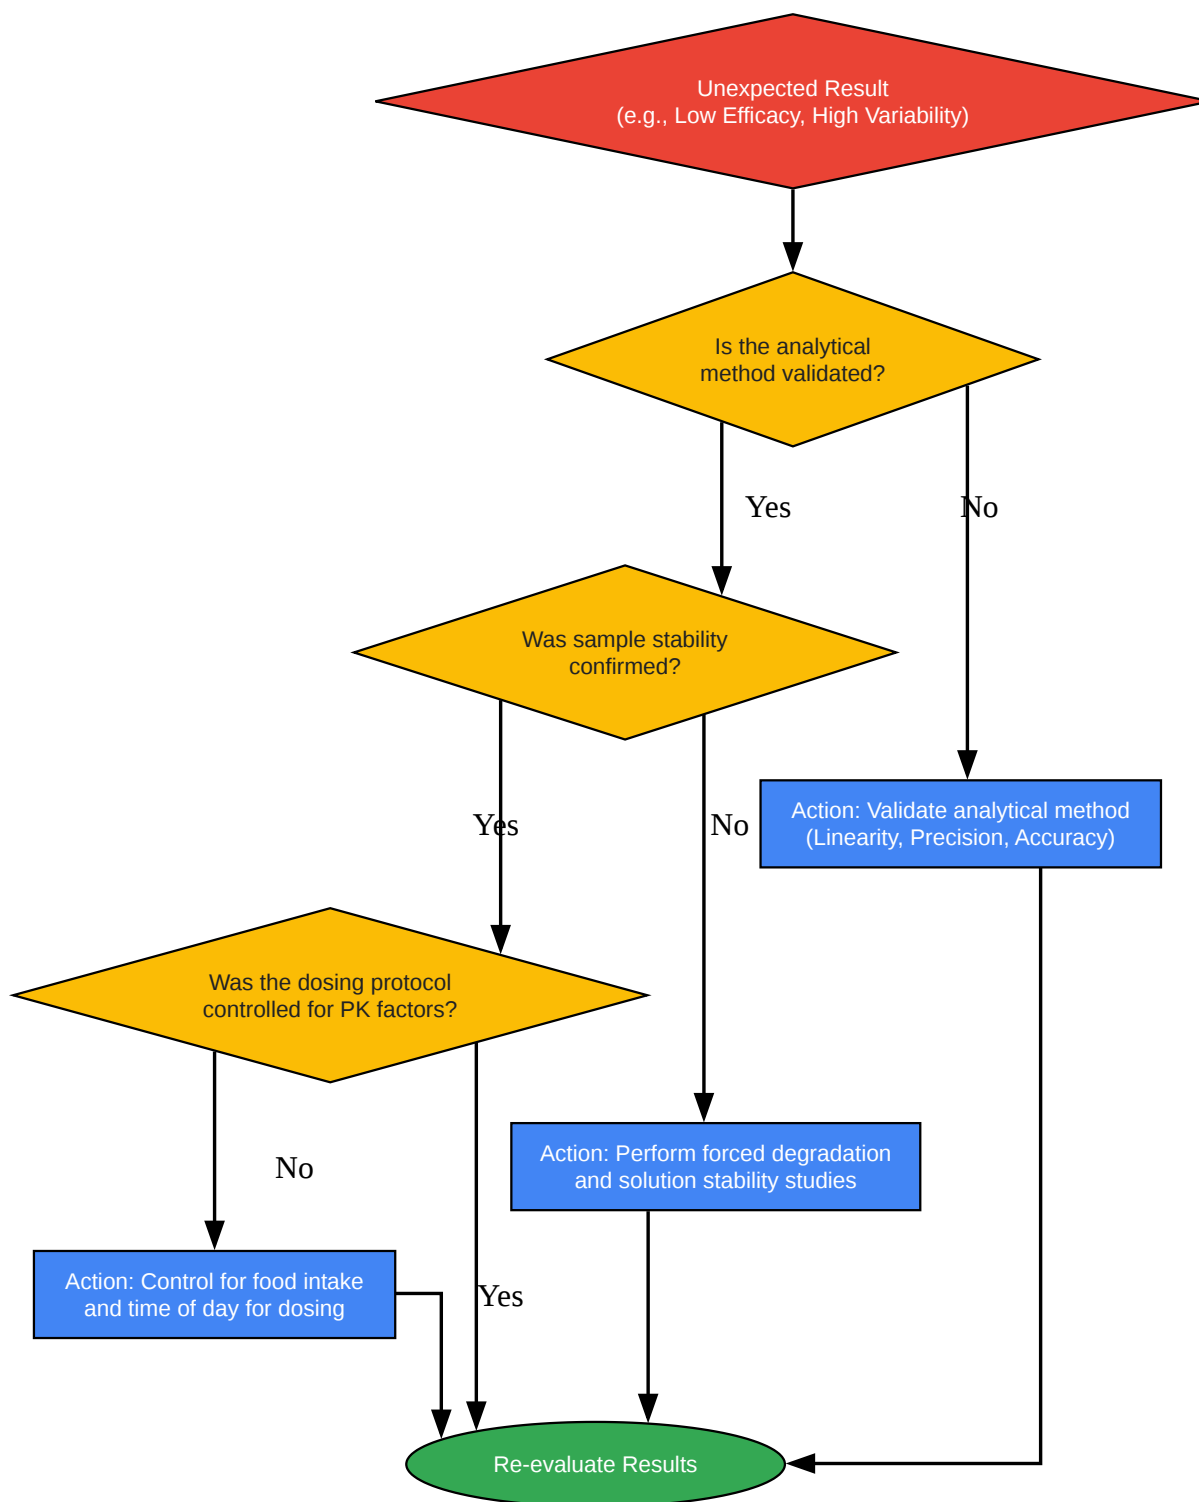 Unexpected Result
(e.g., Low Efficacy, High Variability)
Is the analytical
method validated?
Yes
No
Was sample stability
confirmed?
Yes
No
Action: Validate analytical method
(Linearity, Precision, Accuracy)
Was the dosing protocol
controlled for PK factors?
No
Action: Perform forced degradation
and solution stability studies
Action: Control for food intake
and time of day for dosing
Yes
Re-evaluate Results